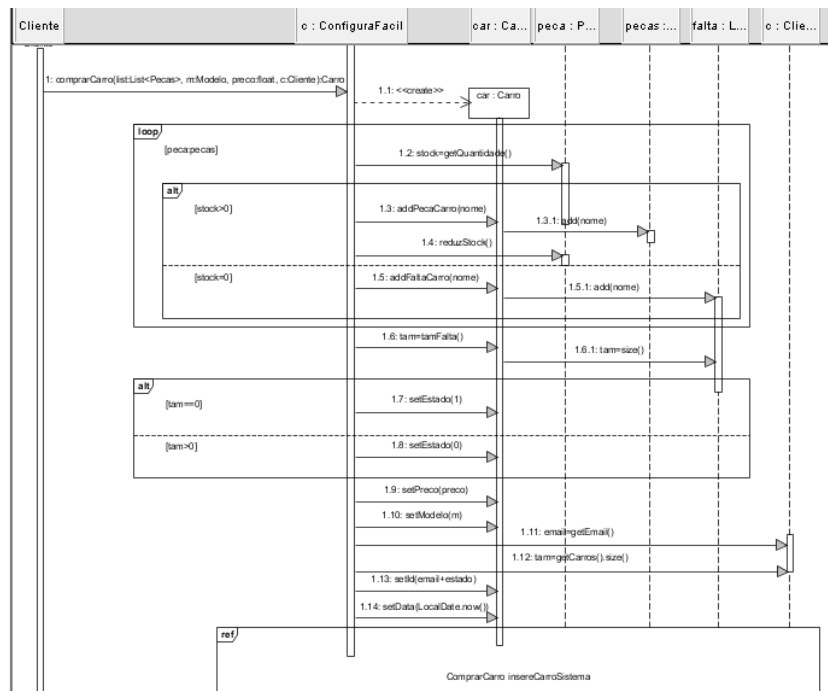 Cliente
c : ConfiguraFacil
car : Ca...
peca : P...
pecas :...
falta : L...
c : Clie...
1: comprarCarro(list:List<Pecas>, m:Modelo, preco:float, c:Cliente):Carro
1.1: <<create>>
car : Carro
loop
[peca:pecas]
1.2: stock=getQuantidade()
alt
[stock>0]
1.3: addPecaCarro(nome)
1.3.1: add(nome)
1.4: reduzStock()
[stock=0]
1.5: addFaltaCarro(nome)
1.5.1: add(nome)
1.6: tam=tamFalta()
1.6.1: tam=size()
alt
[tam==0]
1.7: setEstado(1)
[tam>0]
1.8: setEstado(0)
1.9: setPreco(preco)
1.10: setModelo(m)
1.11: email=getEmail()
1.12: tam=getCarros().size()
1.13: setId(email+estado)
1.14: setData(LocalDate.now())
ref
ComprarCarro insereCarroSistema